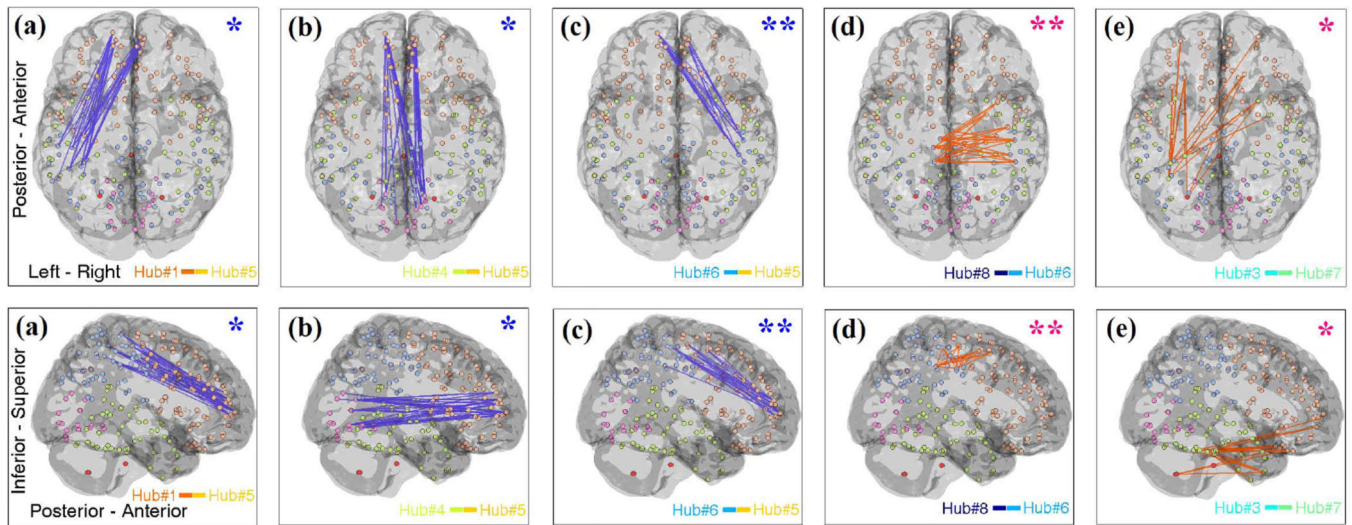 (a) *
(b) *
(c) **
(d) **
(e) *
Posterior - Anterior
Left - Right
Hub#1 Hub#5
Hub#4 Hub#5
Hub#6 Hub#5
Hub#8 Hub#6
Hub#3 Hub#7
(a) *
(b) *
(c) **
(d) **
(e) *
Inferior - Superior
Hub#1 Hub#5
Hub#4 Hub#5
Hub#6 Hub#5
Hub#8 Hub#6
Hub#3 Hub#7
Posterior - Anterior